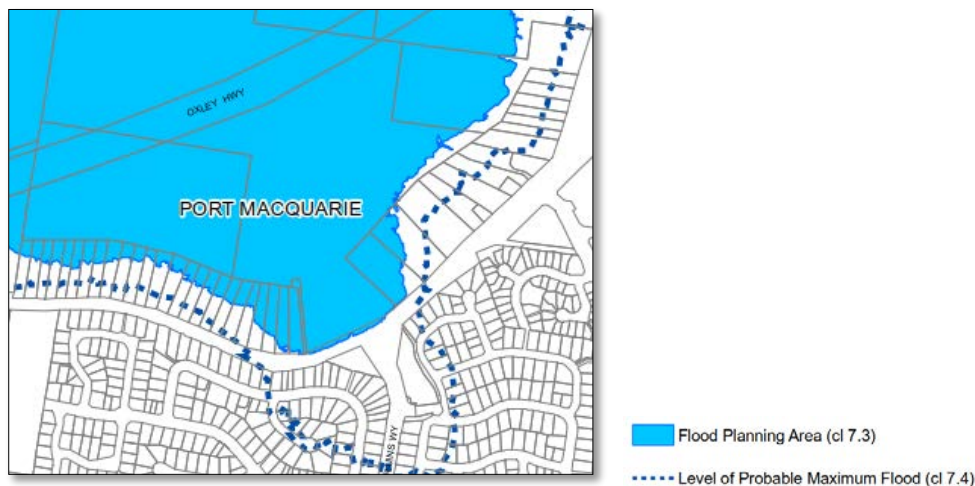 OXLEY HWY
PORT MACQUARIE
Flood Planning Area (cl 7.3)
Level of Probable Maximum Flood (cl 7.4)